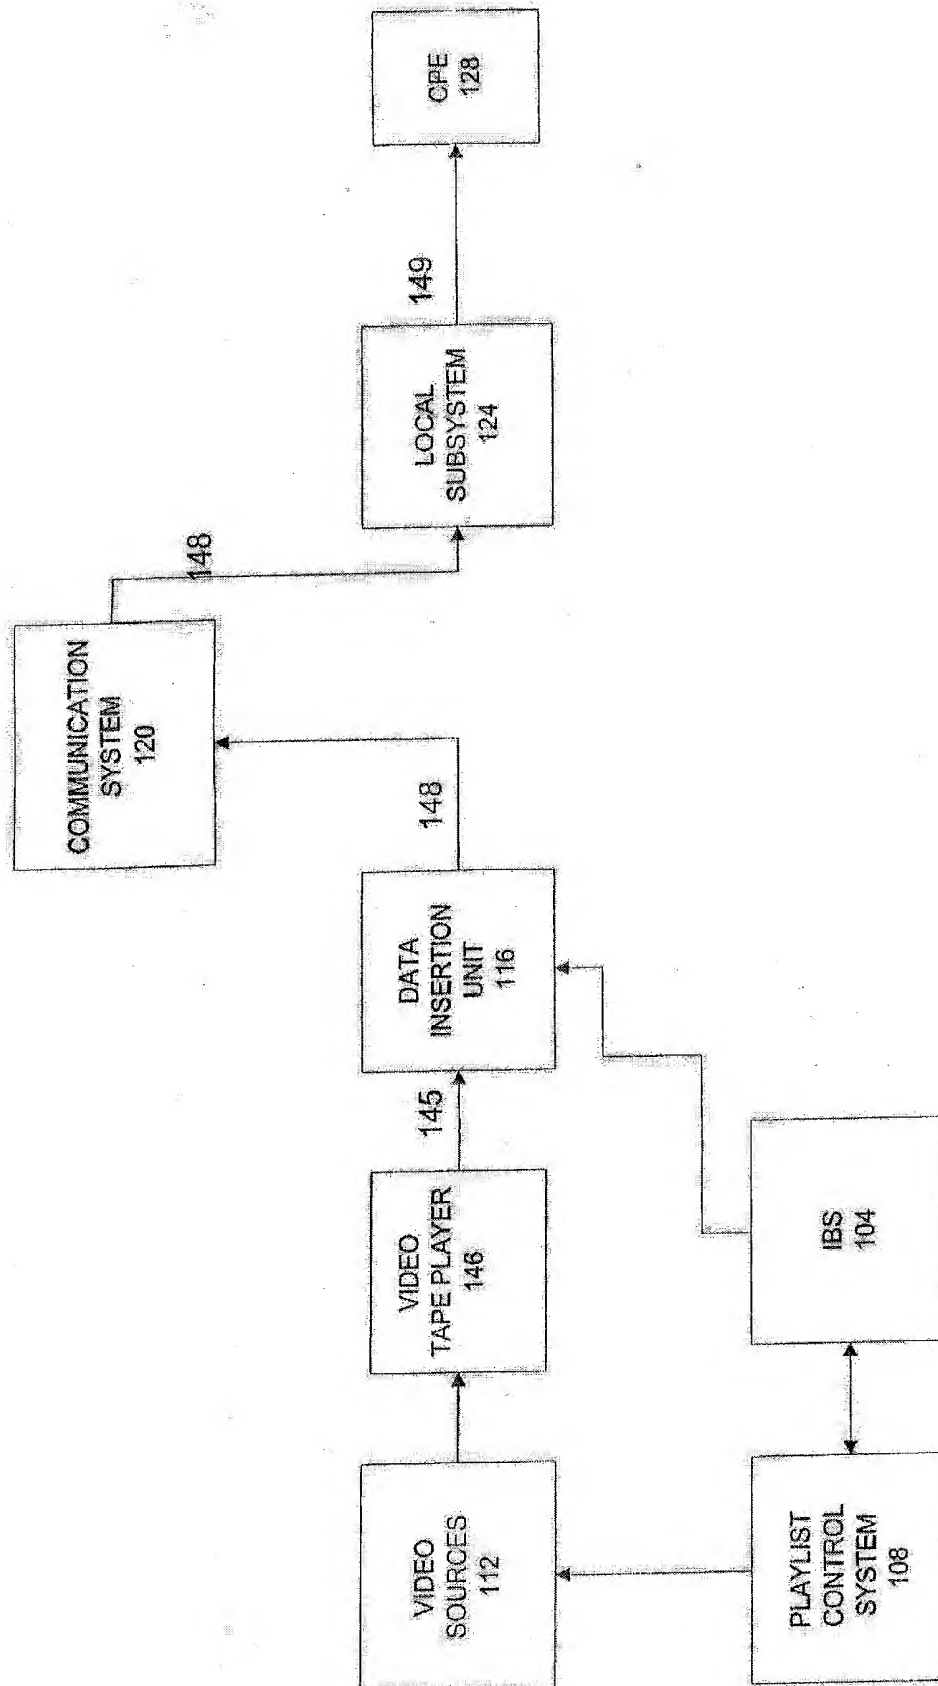 COMMUNICATION
SYSTEM
120
148
148
VIDEO
SOURCES
112
VIDEO
TAPE PLAYER
146
145
DATA
INSERTION
UNIT
116
LOCAL
SUBSYSTEM
124
149
CPE
128
PLAYLIST
CONTROL
SYSTEM
108
IBS
104